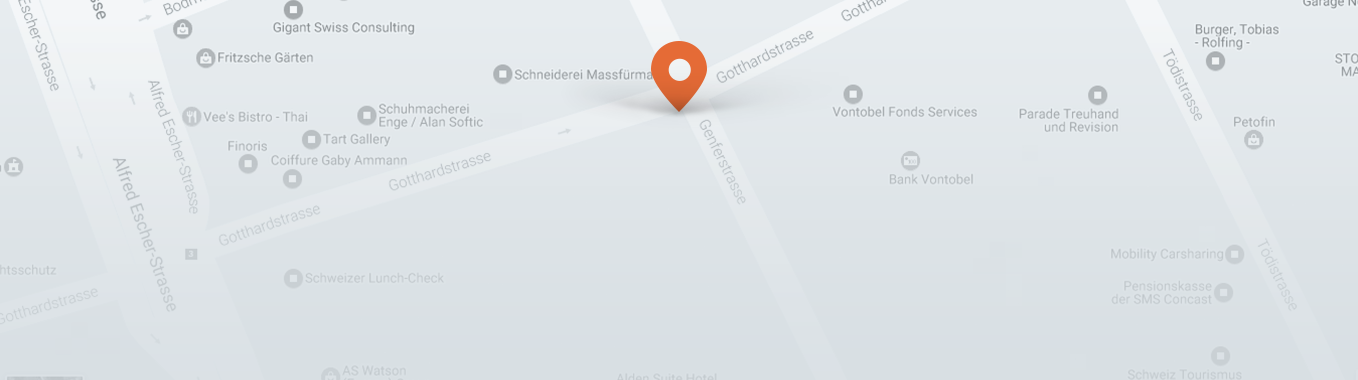 Escher-Strasse
sse
Gigant Swiss Consulting
Fritzsche Gärten
Gotthardstrasse
Burger, Tobias
- Rolfing -
Garage
STO
MA
Schneiderei Massfürma
Tödistrasse
Alfred Escher-Strasse
Vee's Bistro - Thai
Schuhmacherei
Enge / Alan Softic
Vontobel Fonds Services
Parade Treuhand
und Revision
Petofin
Tart Gallery
Finoris
Coiffure Gaby Ammann
Gotthardstrasse
Genferstrasse
Bank Vontobel
Alfred Escher-Strasse
Gotthardstrasse
Mobility Carsharing
Tödistrasse
htsschutz
Schweizer Lunch-Check
Pensionskasse
der SMS Concast
Gotthardstrasse
AS Watson
Alden Suite Hotel
Schweiz Tourismus